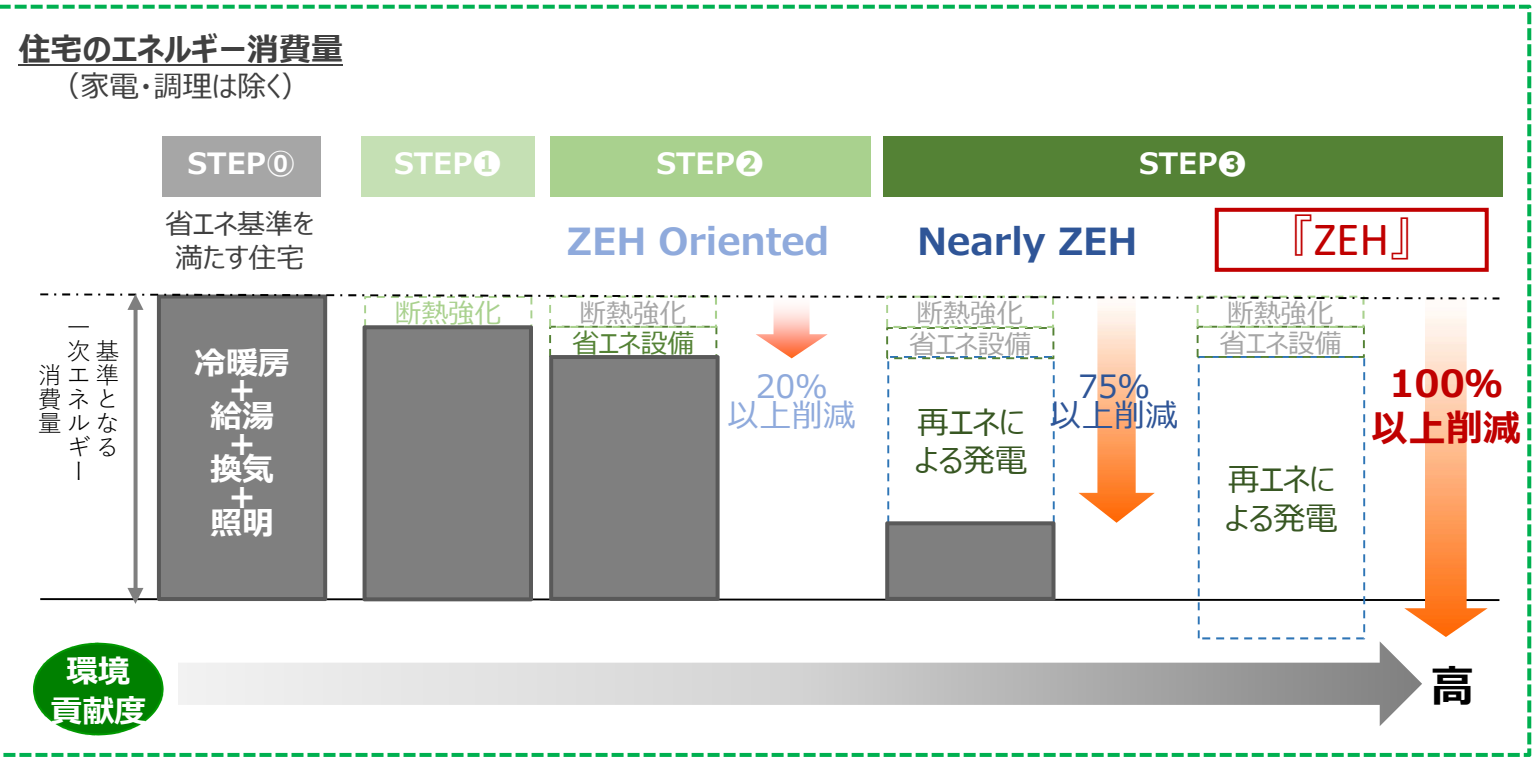 住宅のエネルギー消費量
（家電・調理は除く）
STEP⓪
STEP❶
STEP❷
STEP❸
省エネ基準を
満たす住宅
ZEH Oriented
Nearly ZEH
『ZEH』
基準となる
一次エネルギー
消費量
冷暖房
+
給湯
+
換気
+
照明
断熱強化
断熱強化
省エネ設備
20%
以上削減
断熱強化
省エネ設備
再エネに
よる発電
75%
以上削減
断熱強化
省エネ設備
再エネに
よる発電
100%
以上削減
環境
貢献度
高